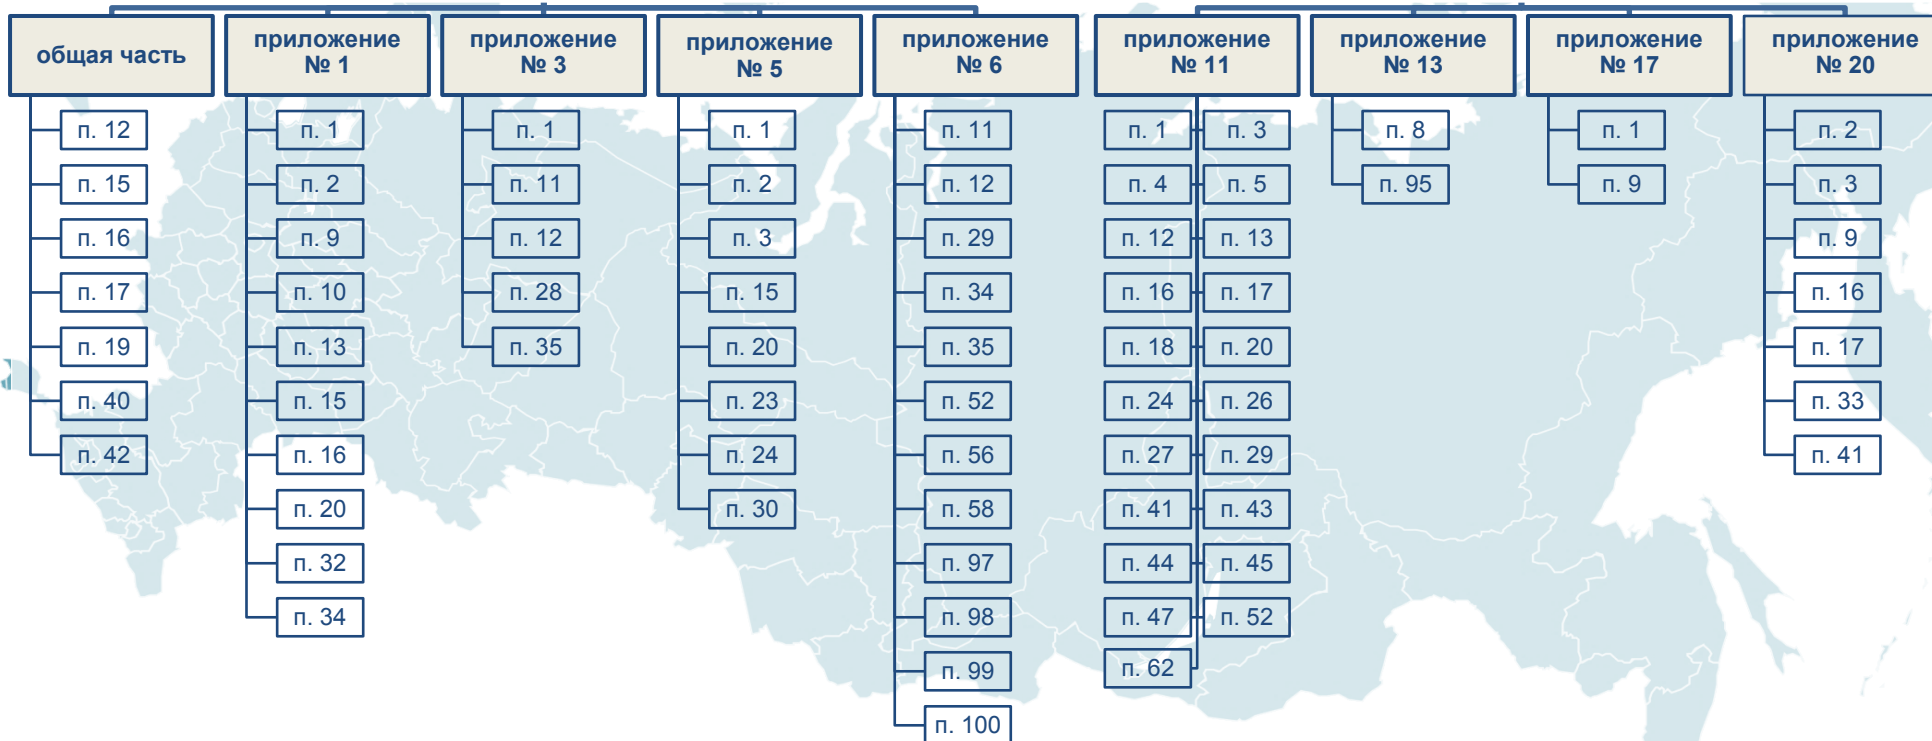 общая часть
п. 12
п. 15
п. 16
п. 17
п. 19
п. 40
п. 42
приложение
№ 1
п. 1
п. 2
п. 9
п. 10
п. 13
п. 15
п. 16
п. 20
п. 32
п. 34
приложение
№ 3
п. 1
п. 11
п. 12
п. 28
п. 35
приложение
№ 5
п. 1
п. 2
п. 3
п. 15
п. 20
п. 23
п. 24
п. 30
приложение
№ 6
п. 11
п. 12
п. 29
п. 34
п. 35
п. 52
п. 56
п. 58
п. 97
п. 98
п. 99
п. 100
приложение
№ 11
п. 1
п. 3
п. 4
п. 5
п. 12
п. 13
п. 16
п. 17
п. 18
п. 20
п. 24
п. 26
п. 27
п. 29
п. 41
п. 43
п. 44
п. 45
п. 47
п. 52
п. 62
приложение
№ 13
п. 8
п. 95
приложение
№ 17
п. 1
п. 9
приложение
№ 20
п. 2
п. 3
п. 9
п. 16
п. 17
п. 33
п. 41